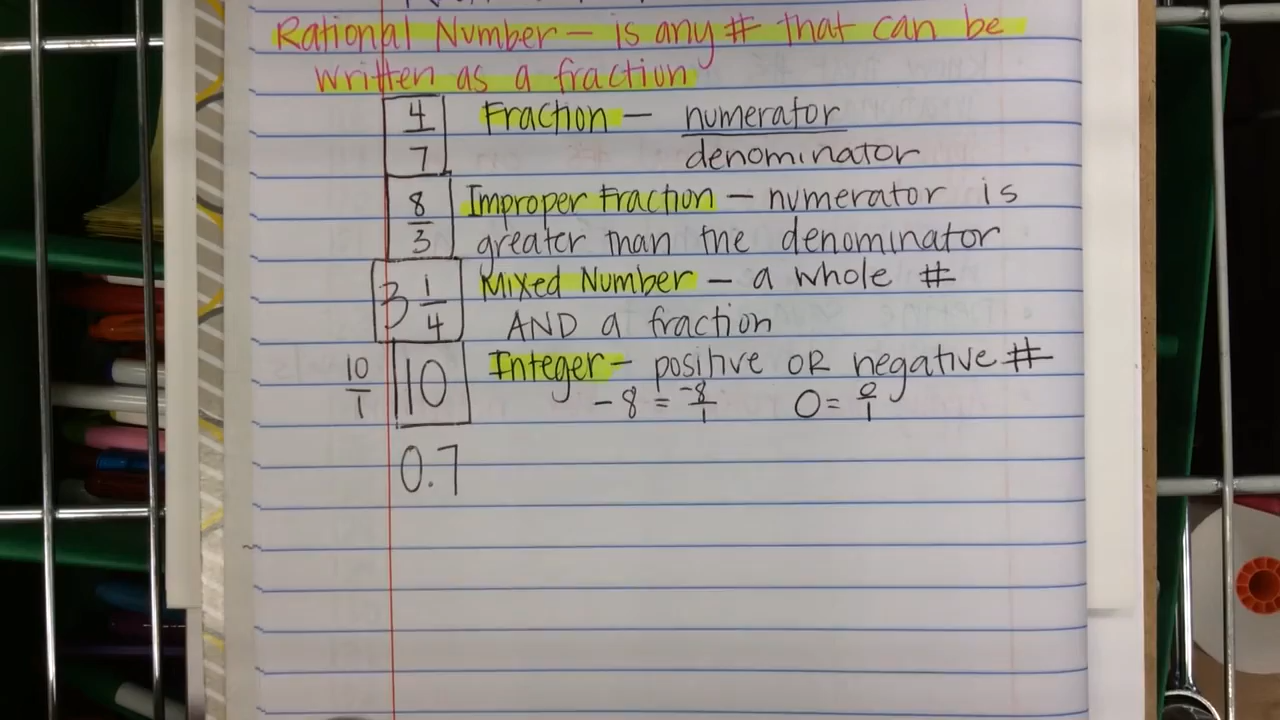 Rational Number – is any # that can be
written as a fraction
4/7 Fraction – numerator/denominator
8/3 Improper Fraction – numerator is
greater than the denominator
3 1/4 Mixed Number – a whole #
AND a fraction
10/1 10 Integer – positive OR negative #
-8 = -8/1 0 = 0/1
0.7